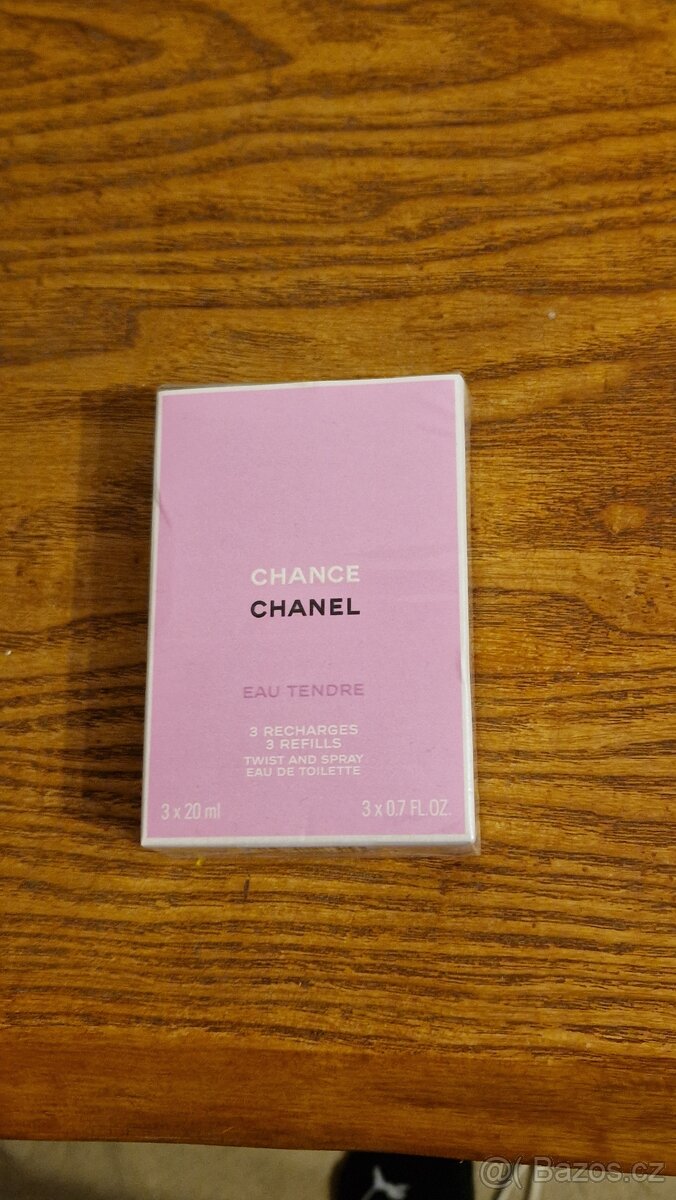 CHANCE
CHANEL
EAU TENDRE
3 RECHARGES
3 REFILLS
TWIST AND SPRAY
EAU DE TOILETTE
3 x 20 ml 3 x 0.7 FL.OZ.
@( Bazos.cz